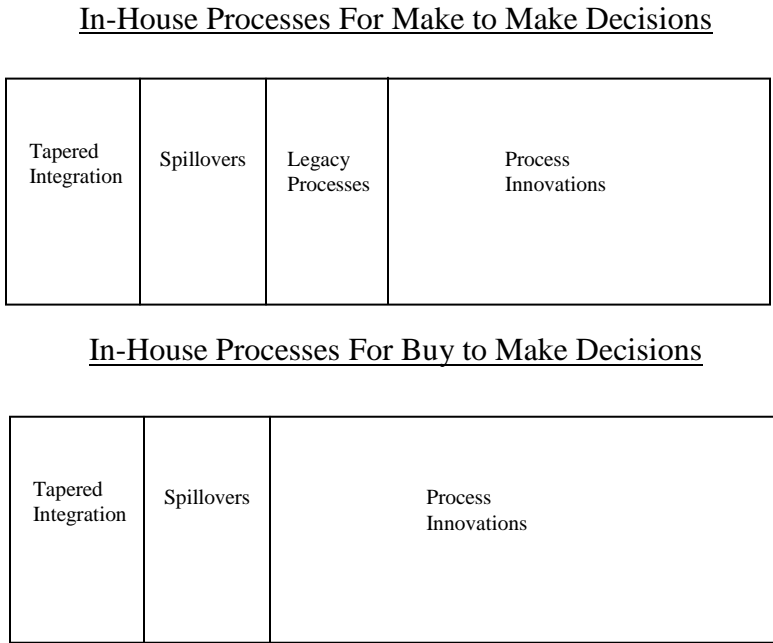 In-House Processes For Make to Make Decisions
Tapered
Integration
Spillovers
Legacy
Processes
Process
Innovations
In-House Processes For Buy to Make Decisions
Tapered
Integration
Spillovers
Process
Innovations